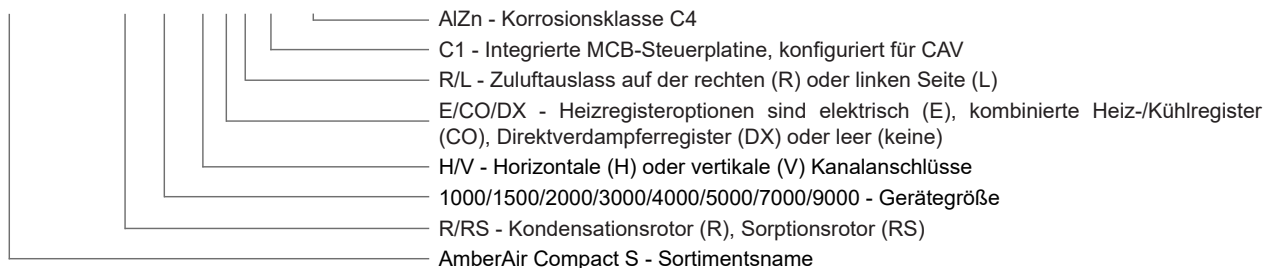 AlZn - Korrosionsklasse C4
C1 - Integrierte MCB-Steuerplatine, konfiguriert für CAV
R/L - Zuluftauslass auf der rechten (R) oder linken Seite (L)
E/CO/DX - Heizregisteroptionen sind elektrisch (E), kombinierte Heiz-/Kühlregister
(CO), Direktverdampferregister (DX) oder leer (keine)
H/V - Horizontale (H) oder vertikale (V) Kanalanschlüsse
1000/1500/2000/3000/4000/5000/7000/9000 - Gerätegröße
R/RS - Kondensationsrotor (R), Sorptionsrotor (RS)
AmberAir Compact S - Sortimentsname